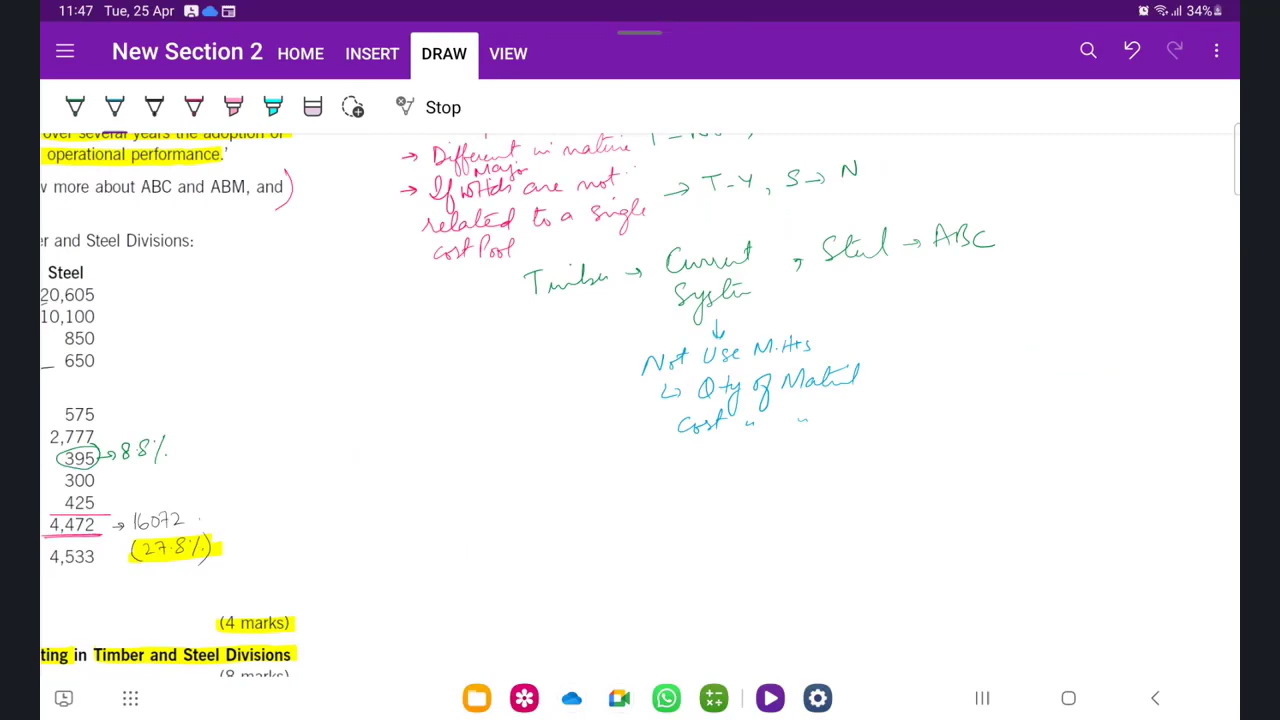 11:47 Tue, 25 Apr
34%
New Section 2 HOME INSERT DRAW VIEW
Stop
over several years the adoption of
operational performance.'
w more about ABC and ABM, and
er and Steel Divisions:
Steel
20,605
10,100
850
650
575
2,777
395 → 8.8%
300
425
4,472 → 16072
(27.8%)
4,533
(4 marks)
ting in Timber and Steel Divisions
(8 marks)
→ Different in nature
Major
→ If are not → T-Y, S → N
related to a single
cost Pool
Timber → Current , Steel → ABC
System
↓
Not Use M.Hrs
↳ Qty of Material
Cost " "